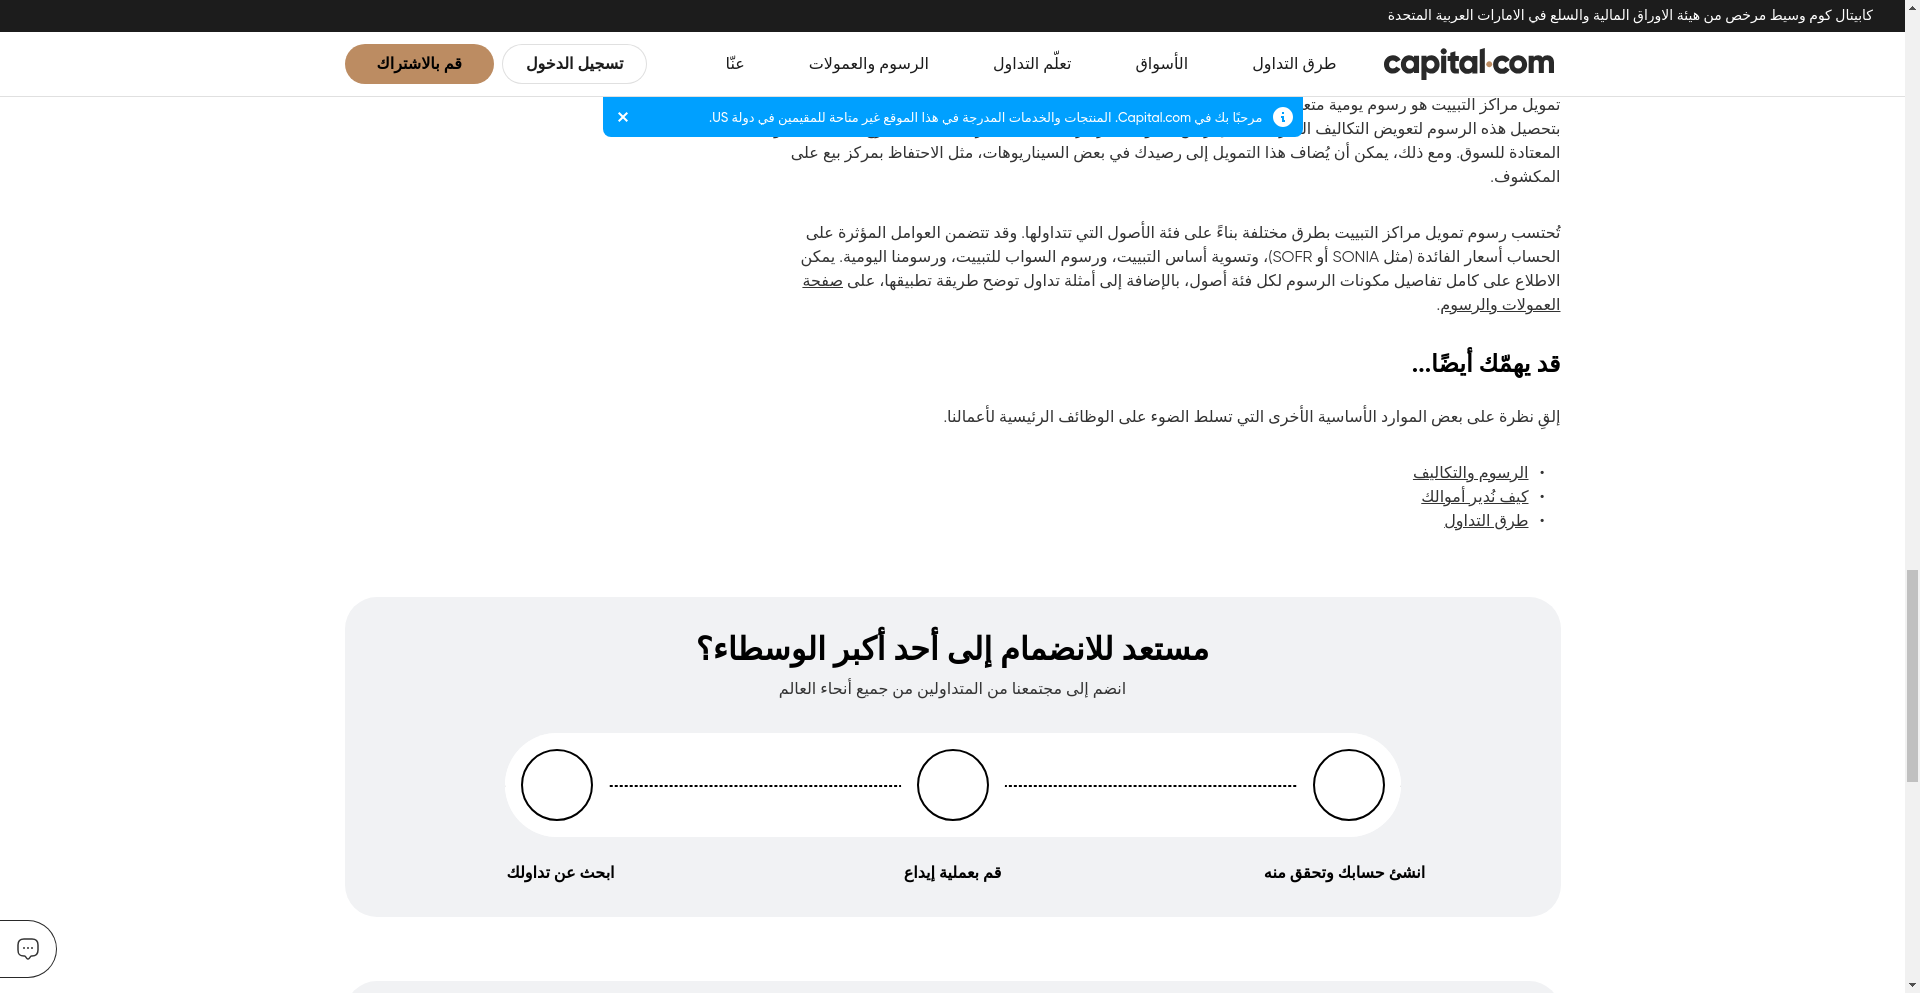 كابيتال كوم وسيط مرخص من هيئة الاوراق المالية والسلع في الامارات العربية المتحدة
capital.com
طرق التداول
الأسواق
تعلّم التداول
الرسوم والعمولات
عنّا
تسجيل الدخول
قم بالاشتراك
مرحبًا بك في Capital.com. المنتجات والخدمات المدرجة في هذا الموقع غير متاحة للمقيمين في دولة US.
تمويل مراكز التبييت هو رسوم يومية
بتحصيل هذه الرسوم لتعويض التكاليف
المعتادة للسوق. ومع ذلك، يمكن أن يُضاف هذا التمويل إلى رصيدك في بعض السيناريوهات، مثل الاحتفاظ بمركز بيع على
المكشوف.
تُحتسب رسوم تمويل مراكز التبييت بطرق مختلفة بناءً على فئة الأصول التي تتداولها. وقد تتضمن العوامل المؤثرة على
الحساب أسعار الفائدة (مثل SONIA أو SOFR)، وتسوية أساس التبييت، ورسوم السواب للتبييت، ورسومنا اليومية. يمكن
الاطلاع على كامل تفاصيل مكونات الرسوم لكل فئة أصول، بالإضافة إلى أمثلة تداول توضح طريقة تطبيقها، على صفحة
العمولات والرسوم.
قد يهمّك أيضًا...
إلقِ نظرة على بعض الموارد الأساسية الأخرى التي تسلط الضوء على الوظائف الرئيسية لأعمالنا.
• الرسوم والتكاليف
• كيف نُدير أموالك
• طرق التداول
مستعد للانضمام إلى أحد أكبر الوسطاء؟
انضم إلى مجتمعنا من المتداولين من جميع أنحاء العالم
انشئ حسابك وتحقق منه
قم بعملية إيداع
ابحث عن تداولك